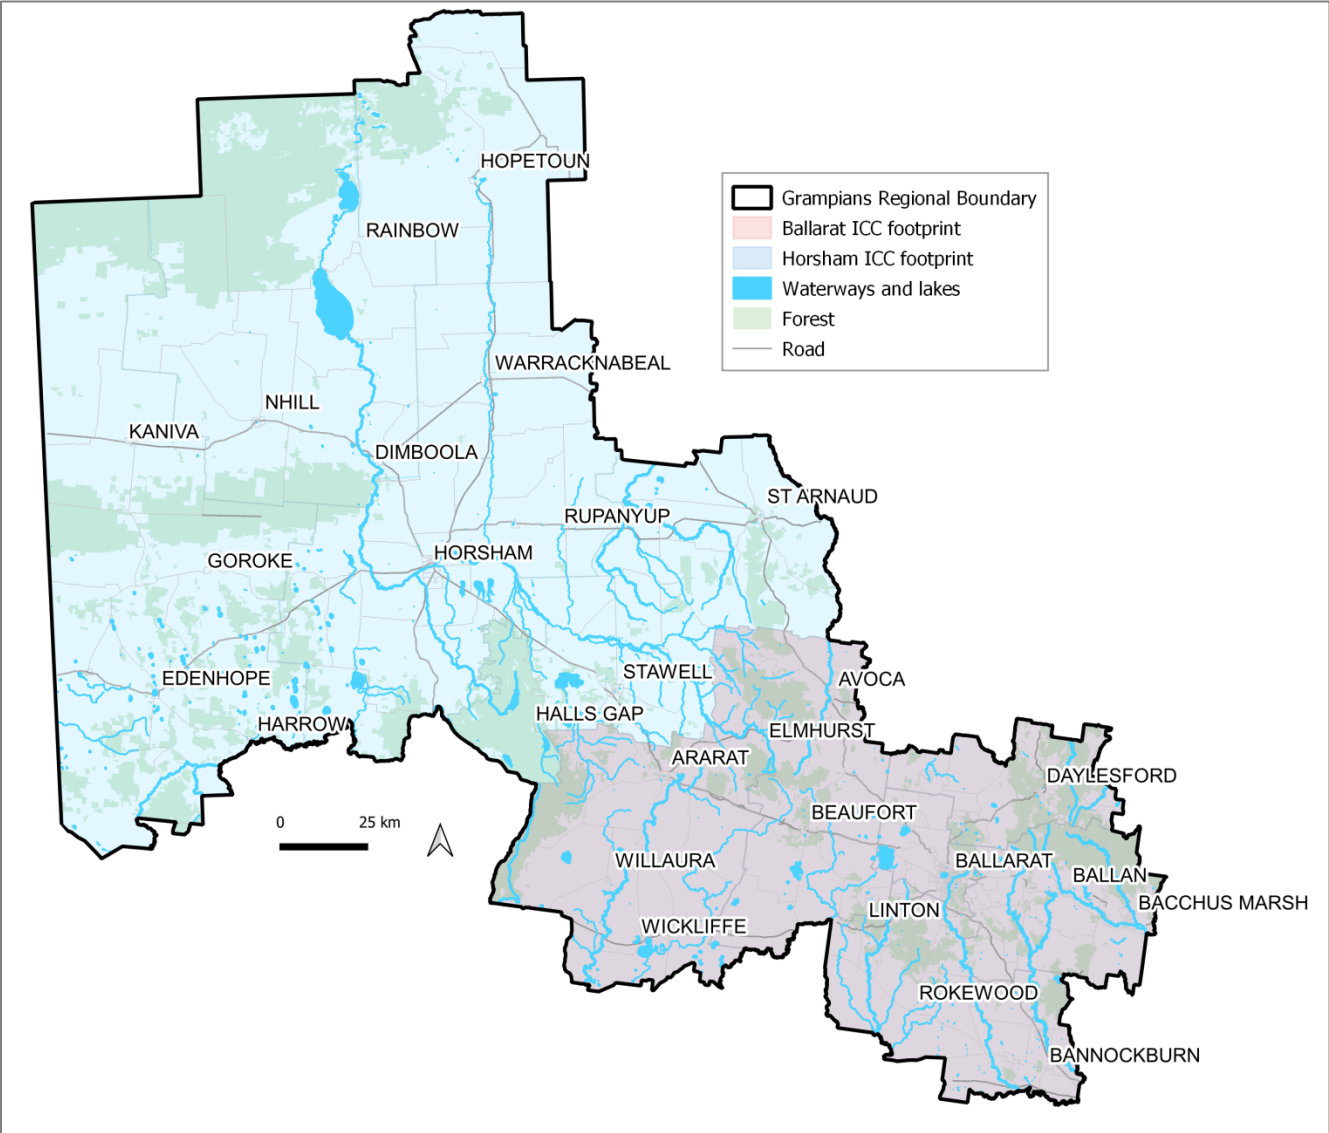 HOPETOUN
Grampians Regional Boundary
Ballarat ICC footprint
Horsham ICC footprint
Waterways and lakes
Forest
Road
RAINBOW
WARRACKNABEAL
NHILL
KANIVA
DIMBOOLA
ST ARNAUD
RUPANYUP
HORSHAM
GOROKE
STAWELL
EDENHOPE
AVOCA
HALLS GAP
HARROW
ELMHURST
ARARAT
DAYLESFORD
BEAUFORT
0 25 km
WILLAURA
BALLARAT
BALLAN
BACCHUS MARSH
LINTON
WICKLIFFE
ROKEWOOD
BANNOCKBURN